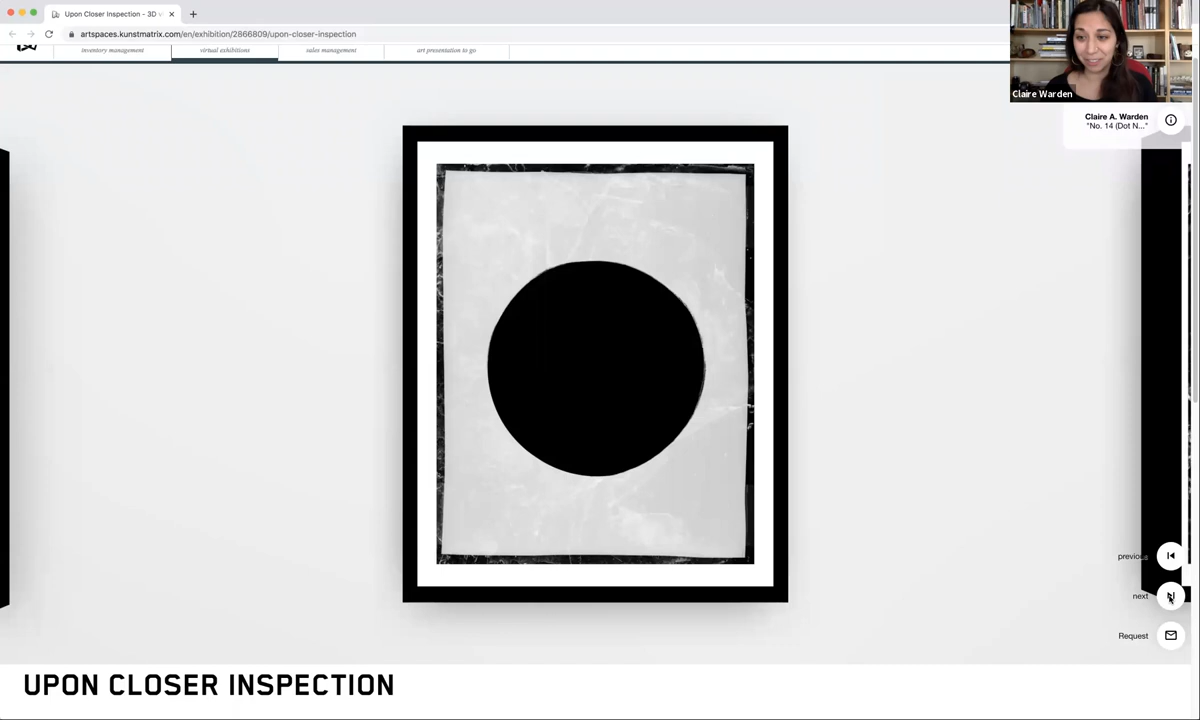 Upon Closer Inspection - 3D
artspaces.kunstmatrix.com/en/exhibition/2866809/upon-closer-inspection
inventory management
virtual exhibitions
sales management
art presentation to go
Claire Warden
Claire A. Warden
"No. 14 (Dot N..."
previous
next
Request
UPON CLOSER INSPECTION